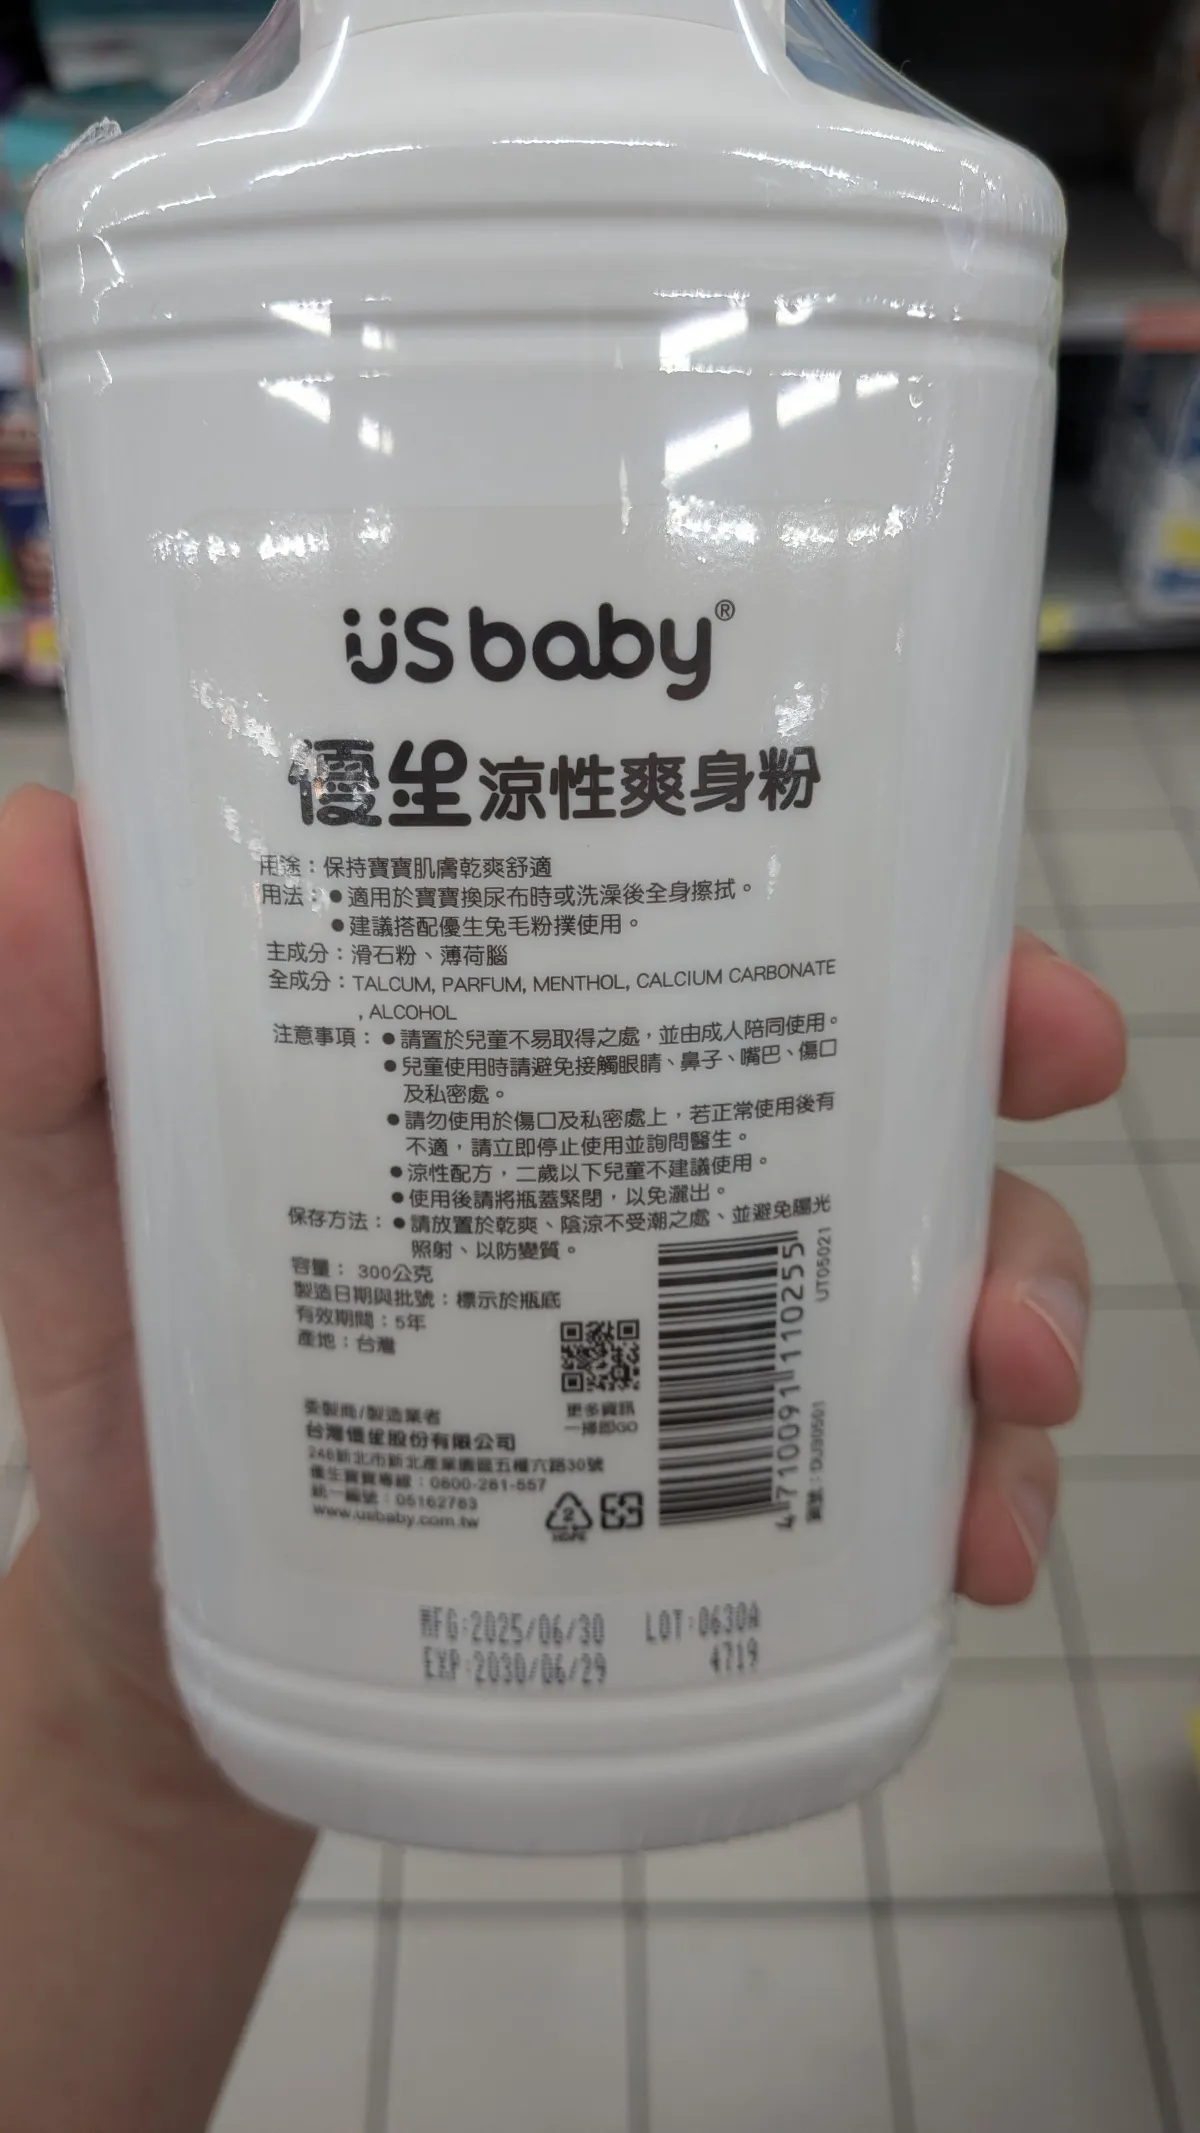 üS baby®
優生涼性爽身粉
用途：保持寶寶肌膚乾爽舒適
用法：●適用於寶寶換尿布時或洗澡後全身擦拭。
●建議搭配優生兔毛粉撲使用。
主成分：滑石粉、薄荷腦
全成分：TALCUM, PARFUM, MENTHOL, CALCIUM CARBONATE
, ALCOHOL
注意事項：●請置於兒童不易取得之處，並由成人陪同使用。
●兒童使用時請避免接觸眼睛、鼻子、嘴巴、傷口
及私密處。
●請勿使用於傷口及私密處上，若正常使用後有
不適，請立即停止使用並詢問醫生。
●涼性配方，二歲以下兒童不建議使用。
●使用後請將瓶蓋緊閉，以免灑出。
保存方法：●請放置於乾爽、陰涼不受潮之處、並避免陽光
照射、以防變質。
容量： 300公克
製造日期與批號：標示於瓶底
有效期間：5年
產地：台灣
更多資訊
一掃即GO
委製商/製造業者
台灣優生股份有限公司
248新北市新北產業園區五權六路30號
優生寶寶專線：0800-281-557
統一編號：05162783
www.usbaby.com.tw
2
HDPE
4710091110255
UT05021
貨號：DU30501
MFG:2025/06/30 LOT:0630A
EXP:2030/06/29 4719